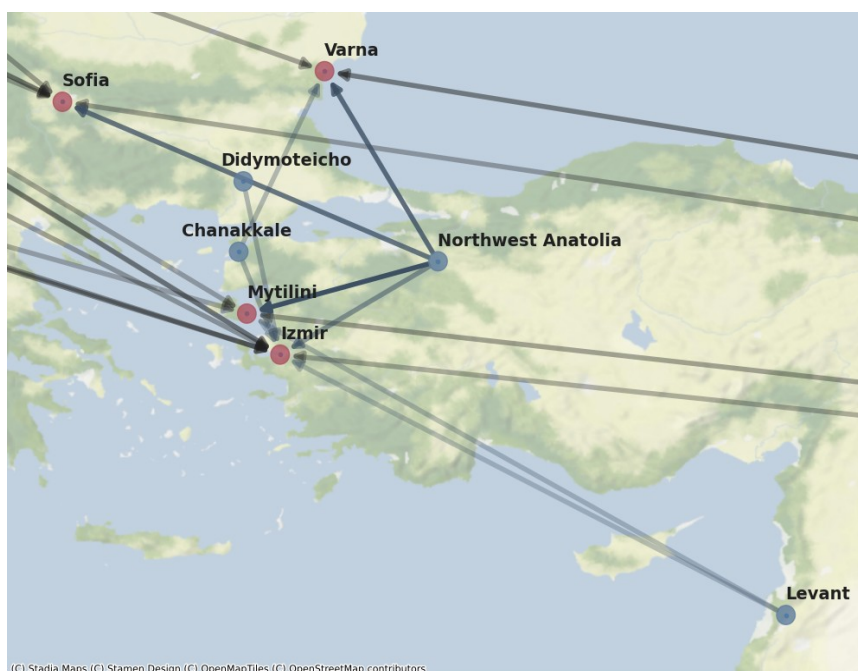 Varna
Sofia
Didymoteicho
Chanakkale
Northwest Anatolia
Mytilini
Izmir
Levant
(C) Stadia Maps (C) Stamen Design (C) OpenMapTiles (C) OpenStreetMap contributors